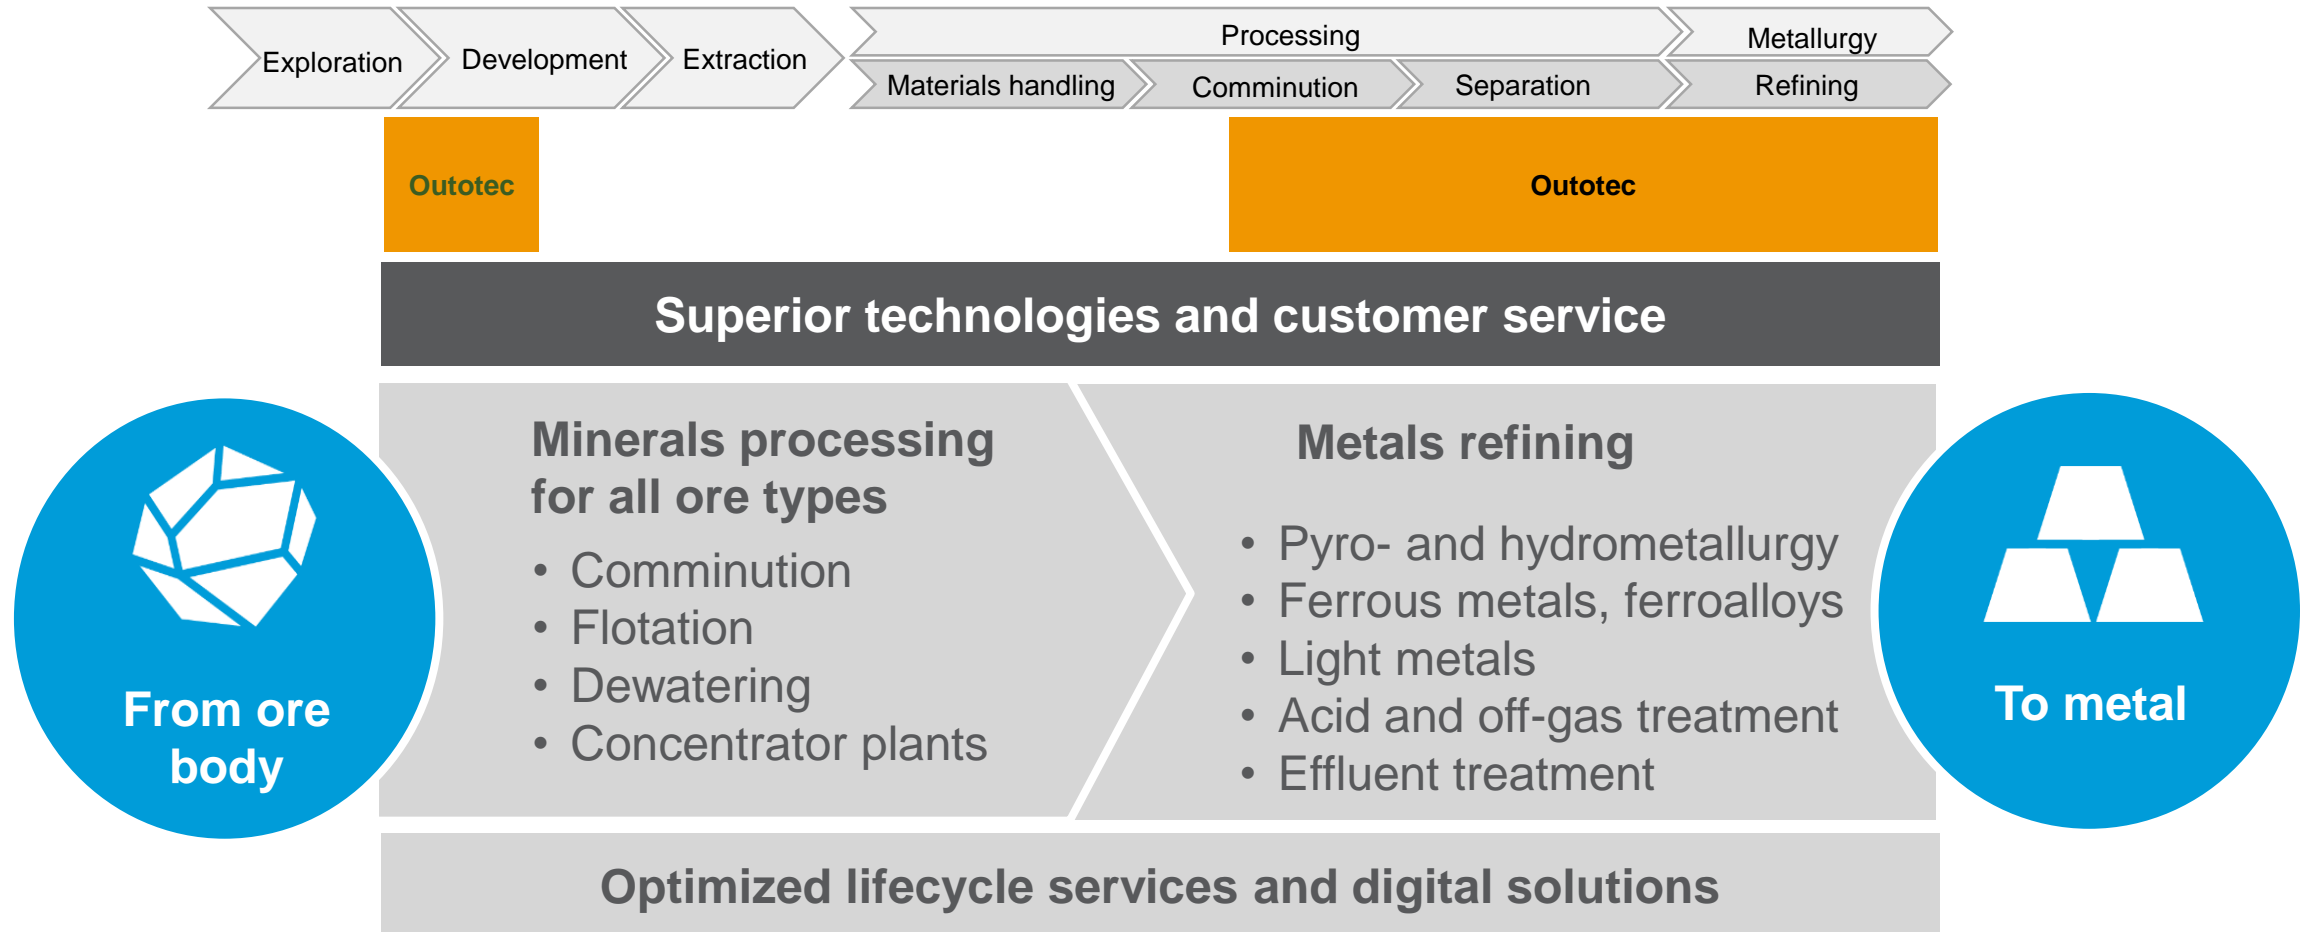 Exploration
Development
Extraction
Processing
Metallurgy
Materials handling
Comminution
Separation
Refining
Outotec
Outotec
Superior technologies and customer service
From ore
body
Minerals processing
for all ore types
• Comminution
• Flotation
• Dewatering
• Concentrator plants
Metals refining
• Pyro- and hydrometallurgy
• Ferrous metals, ferroalloys
• Light metals
• Acid and off-gas treatment
• Effluent treatment
To metal
Optimized lifecycle services and digital solutions